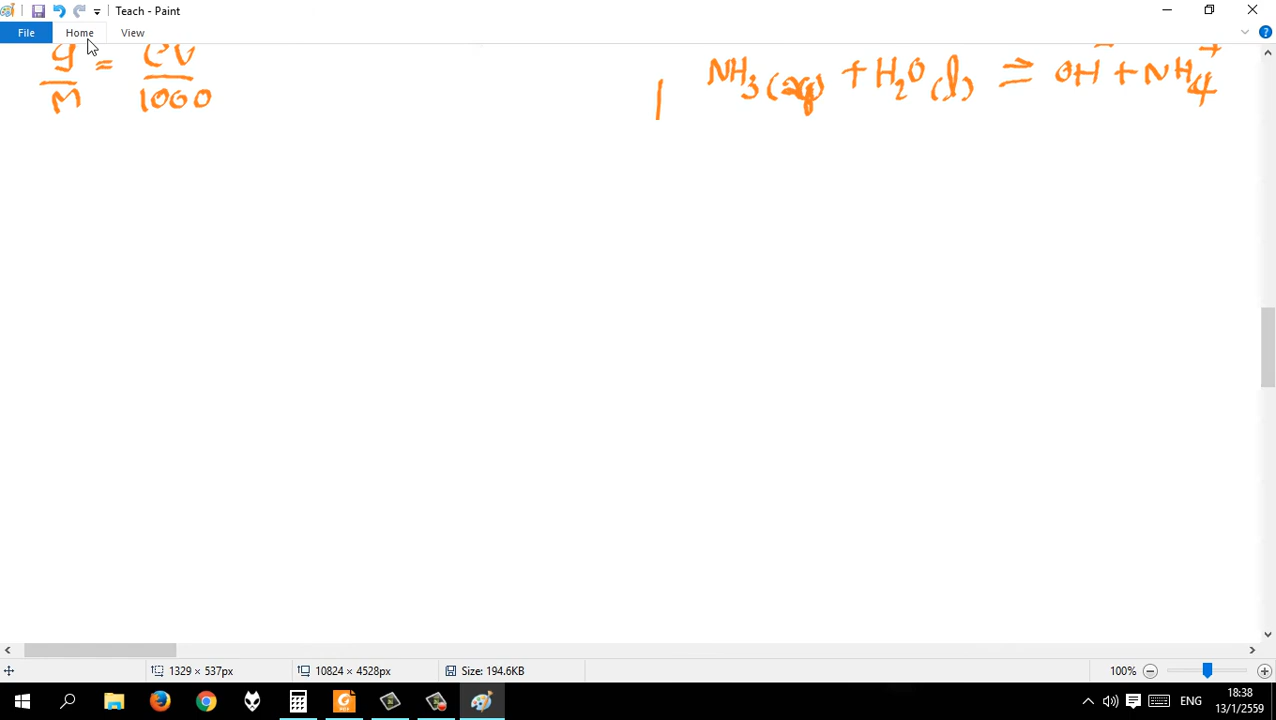 Teach - Paint
File Home View
g/M = cv/1000
NH3(aq) + H2O(l) ⇌ OH- + NH4+
1329 × 537px 10824 × 4528px Size: 194.6KB 100%
ENG 18:38
13/1/2559